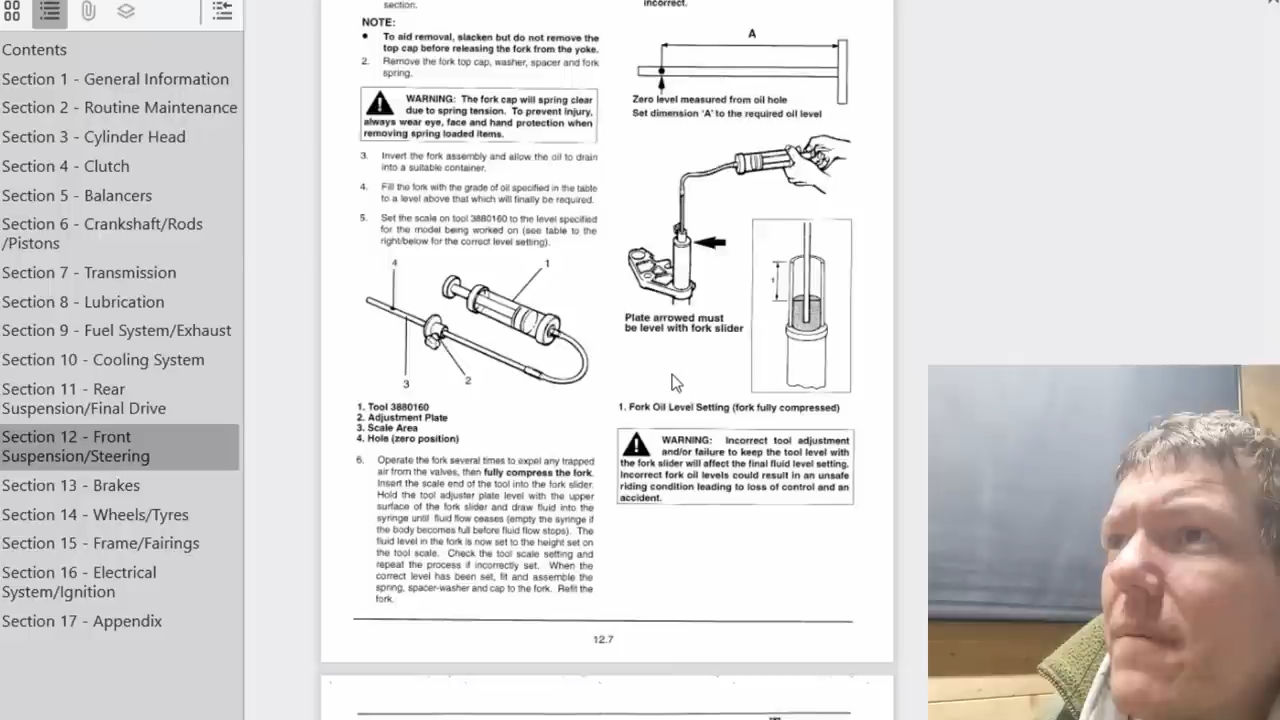 Contents
Section 1 - General Information
Section 2 - Routine Maintenance
Section 3 - Cylinder Head
Section 4 - Clutch
Section 5 - Balancers
Section 6 - Crankshaft/Rods
/Pistons
Section 7 - Transmission
Section 8 - Lubrication
Section 9 - Fuel System/Exhaust
Section 10 - Cooling System
Section 11 - Rear
Suspension/Final Drive
Section 12 - Front
Suspension/Steering
Section 13 - Brakes
Section 14 - Wheels/Tyres
Section 15 - Frame/Fairings
Section 16 - Electrical
System/Ignition
Section 17 - Appendix
section.
NOTE:
• To aid removal, slacken but do not remove the
top cap before releasing the fork from the yoke.
2. Remove the fork top cap, washer, spacer and fork
spring.
WARNING: The fork cap will spring clear
due to spring tension. To prevent injury,
always wear eye, face and hand protection when
removing spring loaded items.
3. Invert the fork assembly and allow the oil to drain
into a suitable container.
4. Fill the fork with the grade of oil specified in the table
to a level above that which will finally be required.
5. Set the scale on tool 3880160 to the level specified
for the model being worked on (see table to the
right/below for the correct level setting).
4
1
3
2
1. Tool 3880160
2. Adjustment Plate
3. Scale Area
4. Hole (zero position)
6. Operate the fork several times to expel any trapped
air from the valves, then fully compress the fork.
Insert the scale end of the tool into the fork slider.
Hold the tool adjuster plate level with the upper
surface of the fork slider and draw fluid into the
syringe until fluid flow ceases (empty the syringe if
the body becomes full before fluid flow stops). The
fluid level in the fork is now set to the height set on
the tool scale. Check the tool scale setting and
repeat the process if incorrectly set. When the
correct level has been set, fit and assemble the
spring, spacer-washer and cap to the fork. Refit the
fork.
incorrect.
A
Zero level measured from oil hole
Set dimension 'A' to the required oil level
Plate arrowed must
be level with fork slider
1
1. Fork Oil Level Setting (fork fully compressed)
WARNING: Incorrect tool adjustment
and/or failure to keep the tool level with
the fork slider will affect the final fluid level setting.
Incorrect fork oil levels could result in an unsafe
riding condition leading to loss of control and an
accident.
12.7